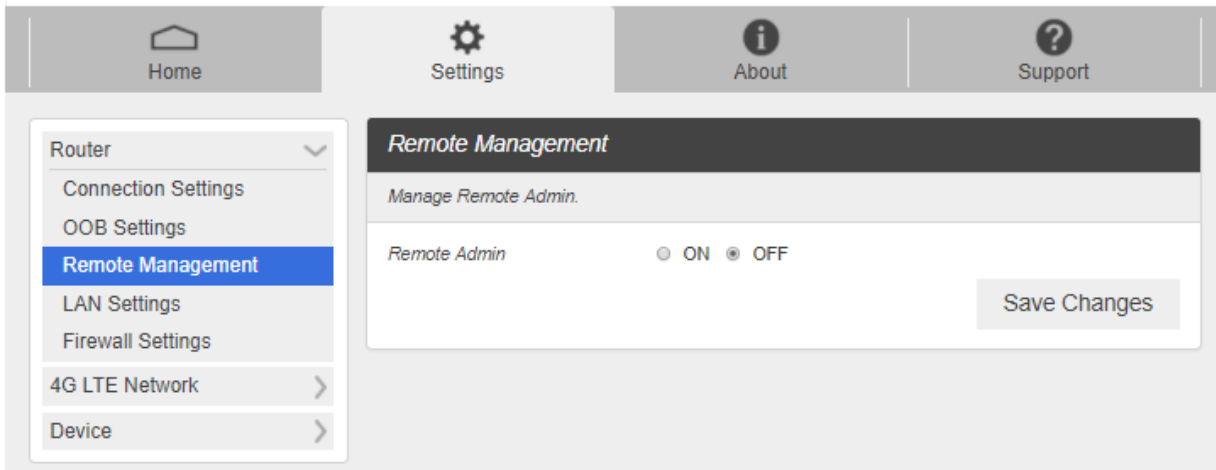 Home
Settings
About
Support
Router
Connection Settings
OOB Settings
Remote Management
LAN Settings
Firewall Settings
4G LTE Network
Device
Remote Management
Manage Remote Admin.
Remote Admin ON OFF
Save Changes